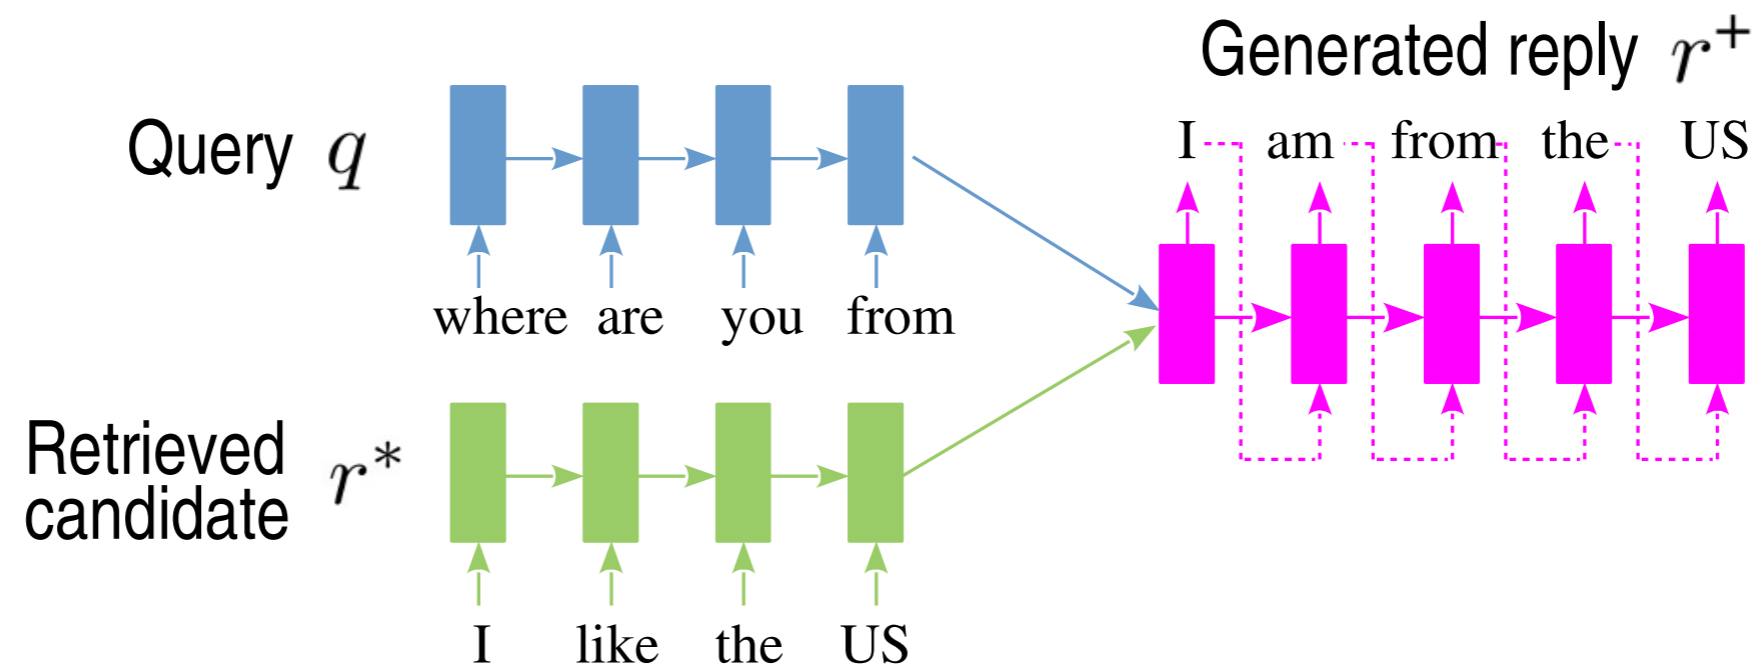 Generated reply r⁺
I am from the US
Query q
where are you from
Retrieved
candidate r*
I like the US